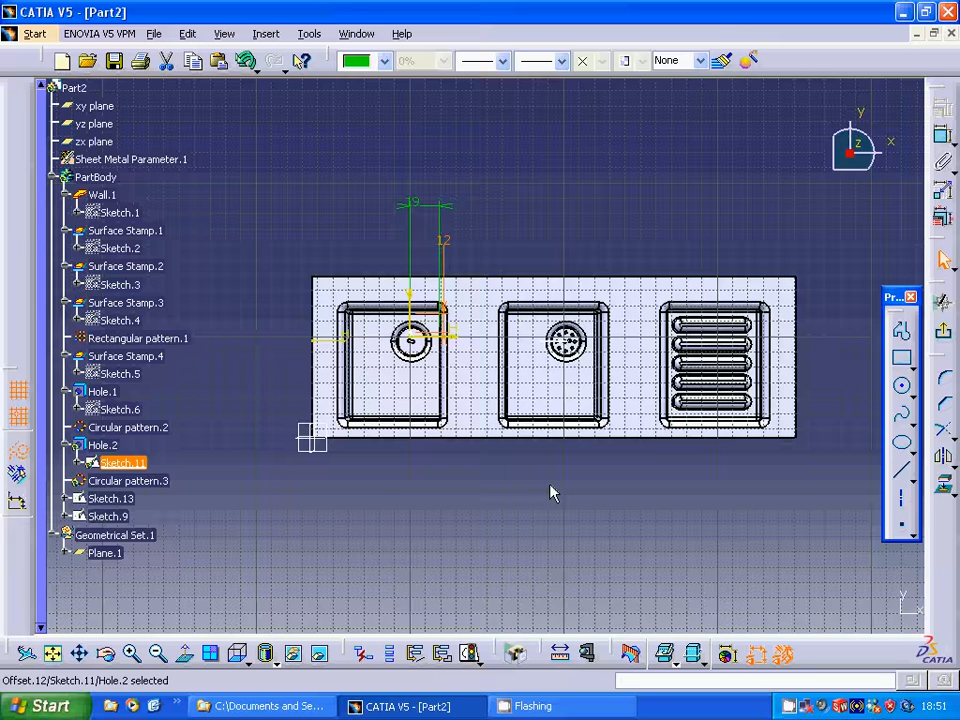 CATIA V5 - [Part2]
Start ENOVIA V5 VPM File Edit View Insert Tools Window Help
0% None
Part2
xy plane
yz plane
zx plane
Sheet Metal Parameter.1
PartBody
Wall.1
Sketch.1
Surface Stamp.1
Sketch.2
Surface Stamp.2
Sketch.3
Surface Stamp.3
Sketch.4
Rectangular pattern.1
Surface Stamp.4
Sketch.5
Hole.1
Sketch.6
Circular pattern.2
Hole.2
Sketch.11
Circular pattern.3
Sketch.13
Sketch.9
Geometrical Set.1
Plane.1
19
12
y
z
x
Pr...
y
x
DS CATIA
Offset.12/Sketch.11/Hole.2 selected
Start C:\Documents and Se... CATIA V5 - [Part2] Flashing 18:51